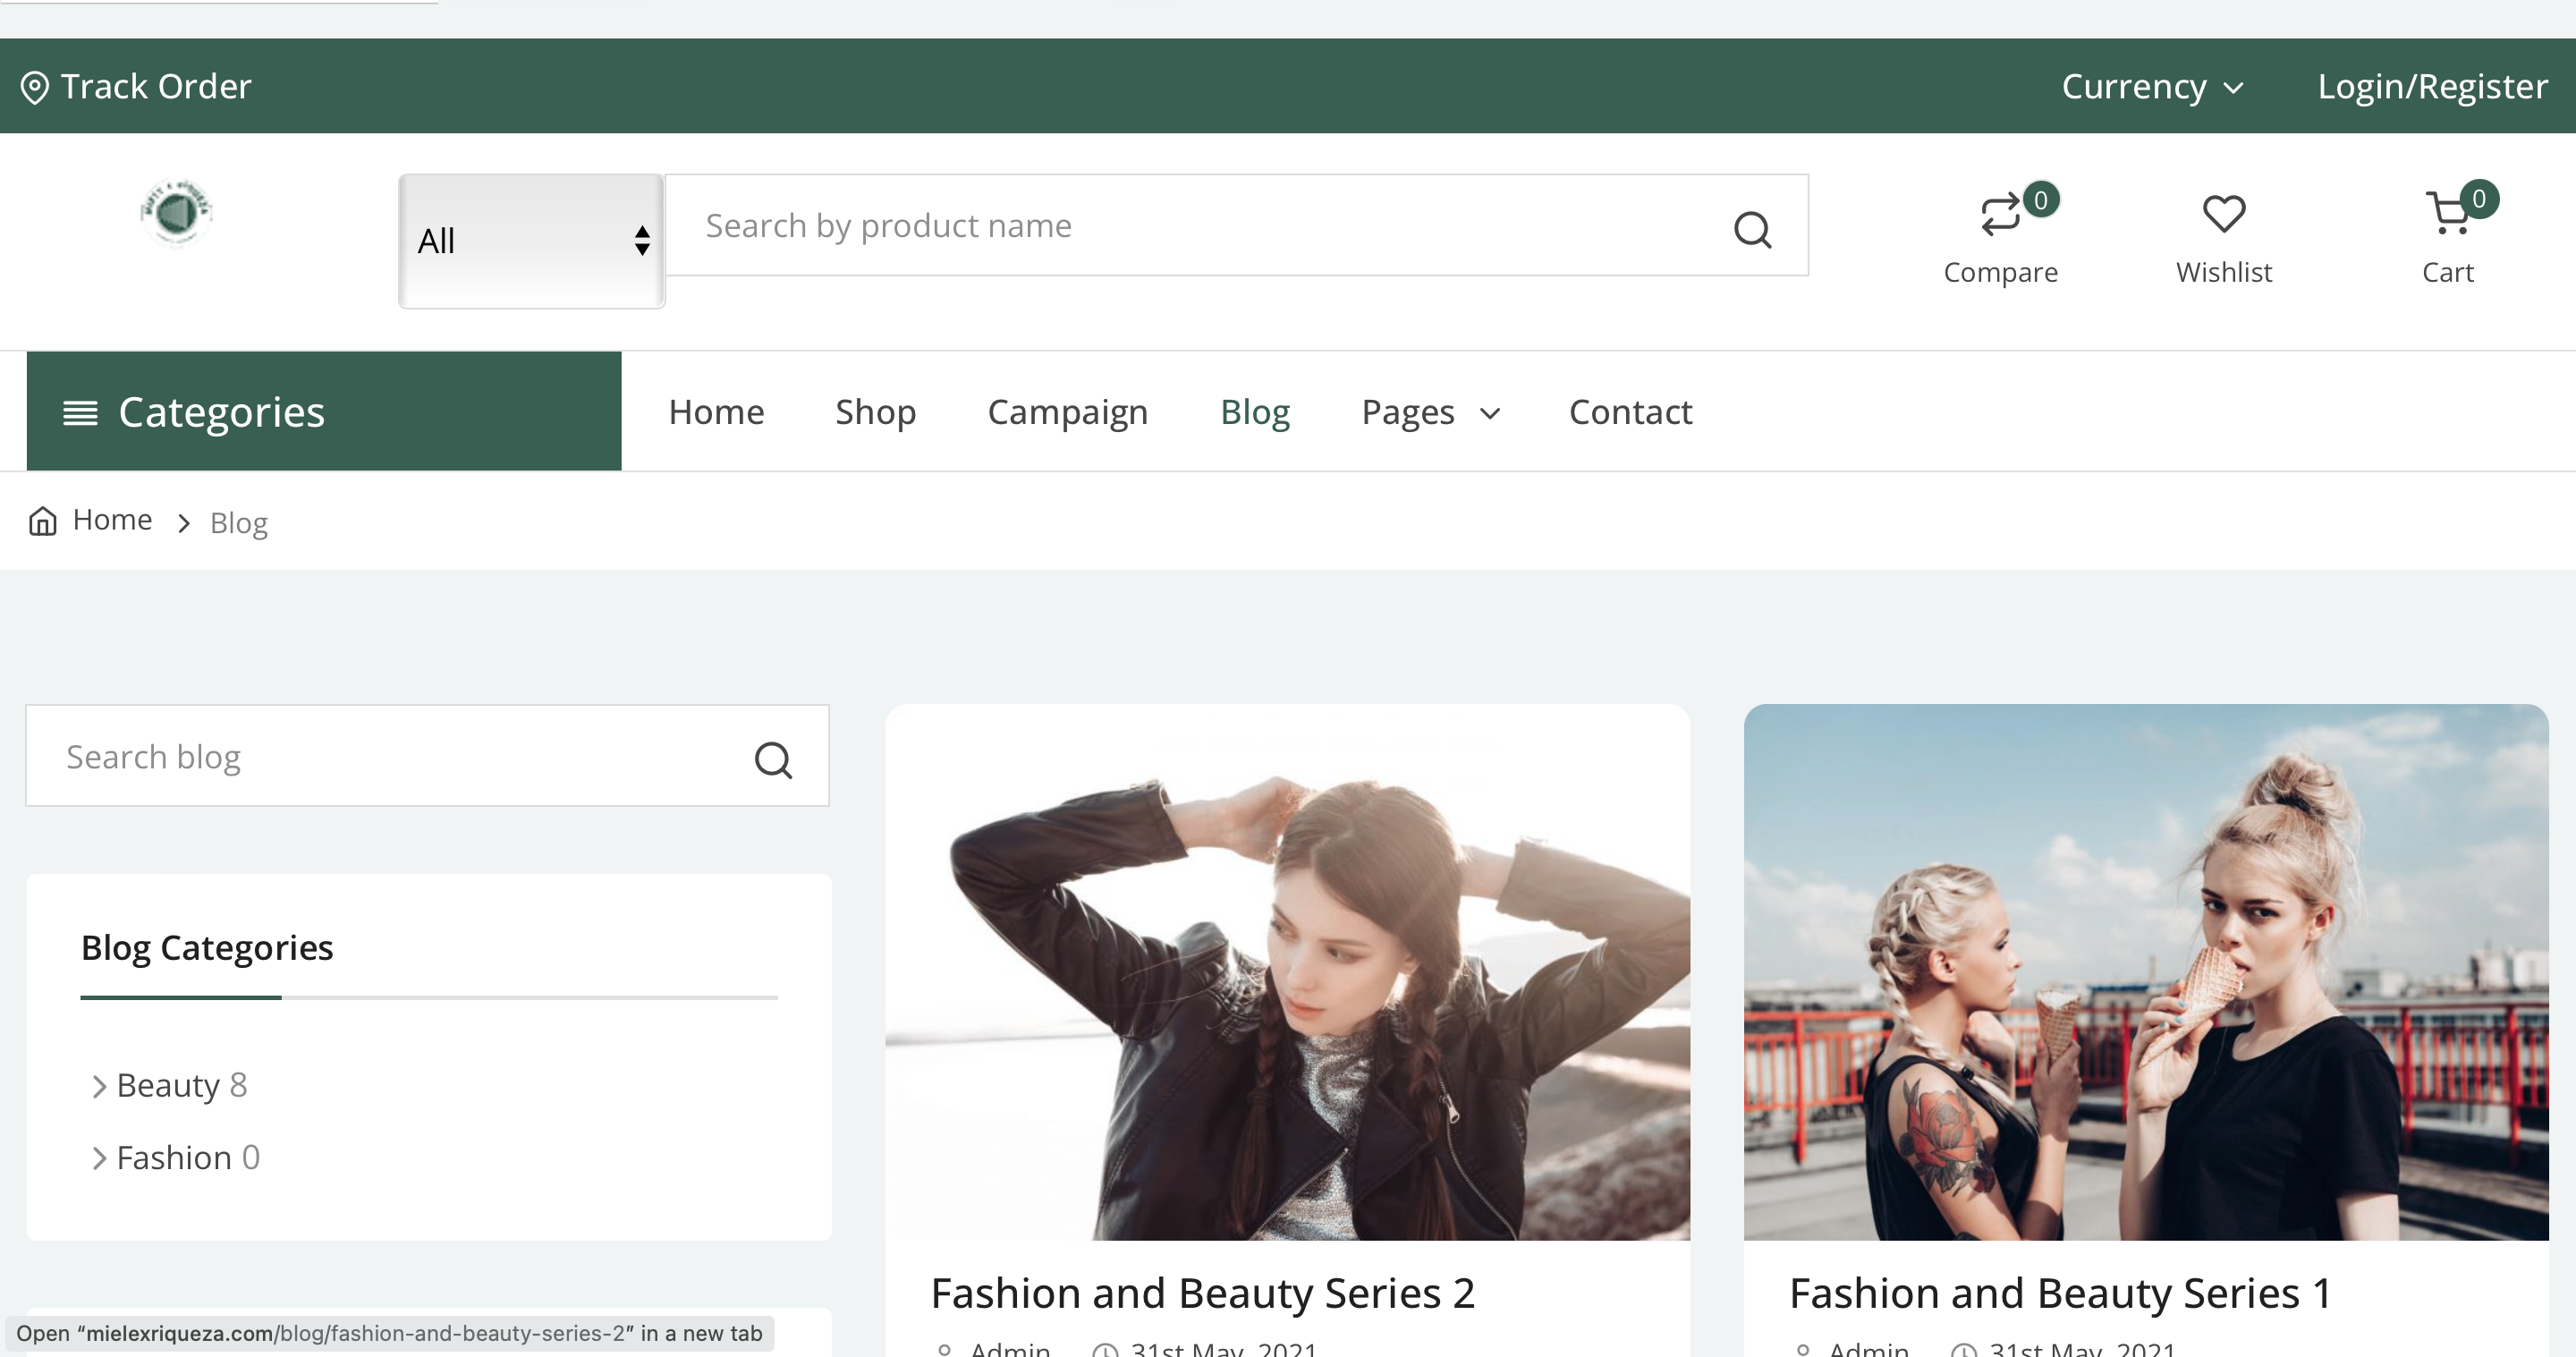 Track Order
Currency
Login/Register
All
Search by product name
0
Compare
Wishlist
0
Cart
Categories
Home
Shop
Campaign
Blog
Pages
Contact
Home
Blog
Search blog
Blog Categories
Beauty 8
Fashion 0
Fashion and Beauty Series 2
Admin
31st May, 2021
Fashion and Beauty Series 1
Admin
31st May, 2021
Open “mielexriqueza.com/blog/fashion-and-beauty-series-2” in a new tab